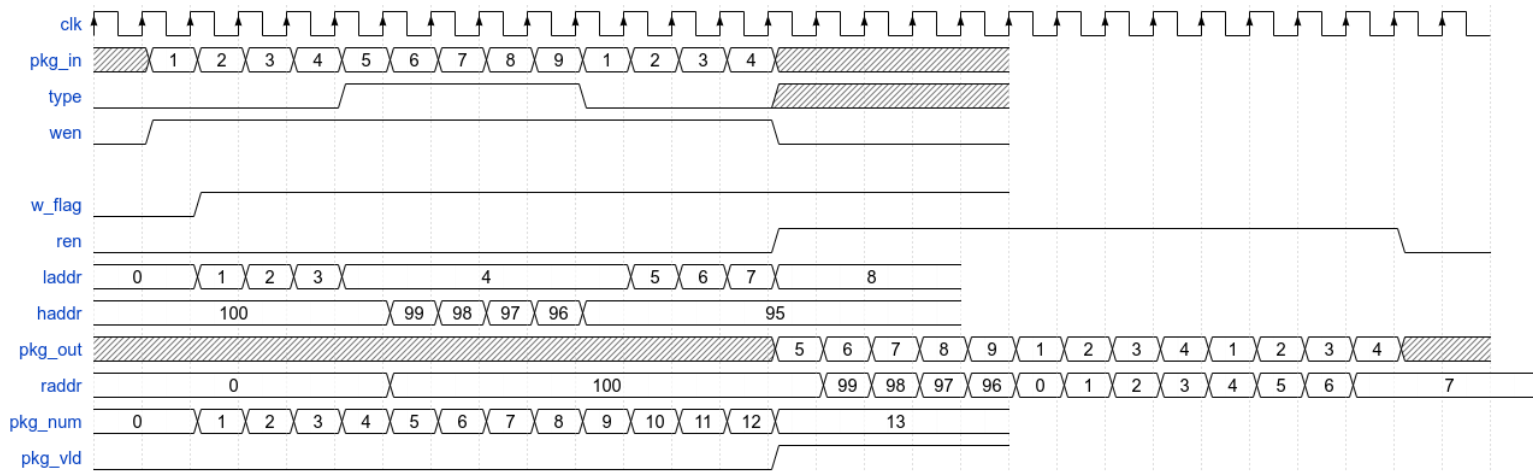 clk
pkg_in 1 2 3 4 5 6 7 8 9 1 2 3 4
type
wen
w_flag
ren
laddr 0 1 2 3 4 5 6 7 8
haddr 100 99 98 97 96 95
pkg_out 5 6 7 8 9 1 2 3 4 1 2 3 4
raddr 0 100 99 98 97 96 0 1 2 3 4 5 6 7
pkg_num 0 1 2 3 4 5 6 7 8 9 10 11 12 13
pkg_vld